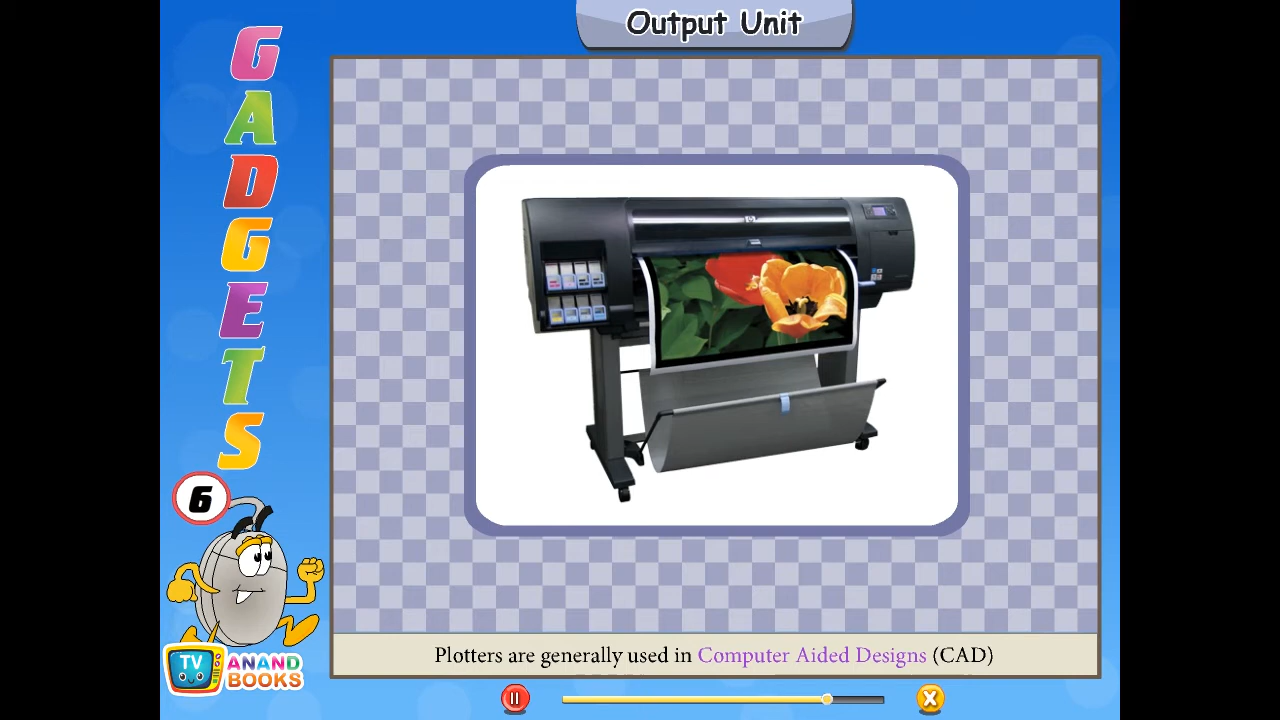 Output Unit
GADGETS
6
TV
ANAND
BOOKS
Plotters are generally used in Computer Aided Designs (CAD)